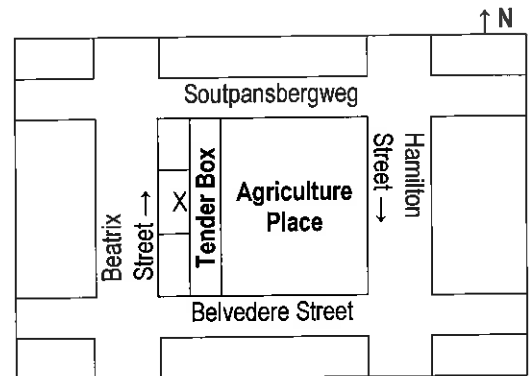 ↑ N
Soutpansbergweg
Beatrix
Street →
X
Tender Box
Agriculture
Place
Hamilton
Street →
Belvedere Street